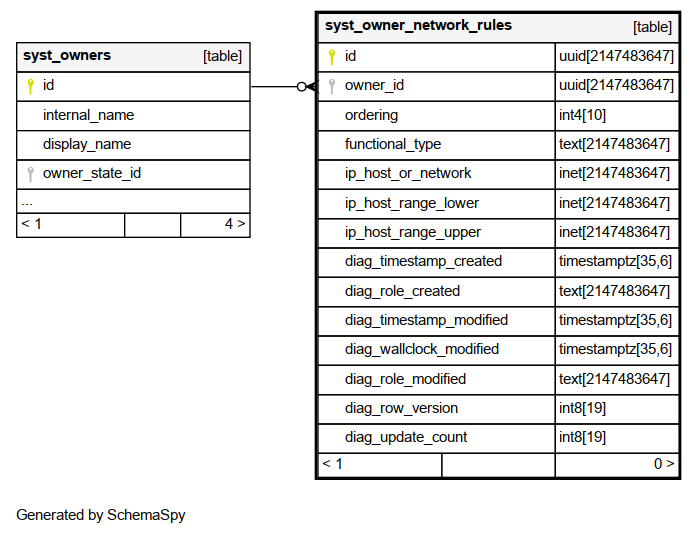 syst_owners [table]
id
internal_name
display_name
owner_state_id
...
< 1 4 >
syst_owner_network_rules [table]
id uuid[2147483647]
owner_id uuid[2147483647]
ordering int4[10]
functional_type text[2147483647]
ip_host_or_network inet[2147483647]
ip_host_range_lower inet[2147483647]
ip_host_range_upper inet[2147483647]
diag_timestamp_created timestamptz[35,6]
diag_role_created text[2147483647]
diag_timestamp_modified timestamptz[35,6]
diag_wallclock_modified timestamptz[35,6]
diag_role_modified text[2147483647]
diag_row_version int8[19]
diag_update_count int8[19]
< 1 0 >
Generated by SchemaSpy